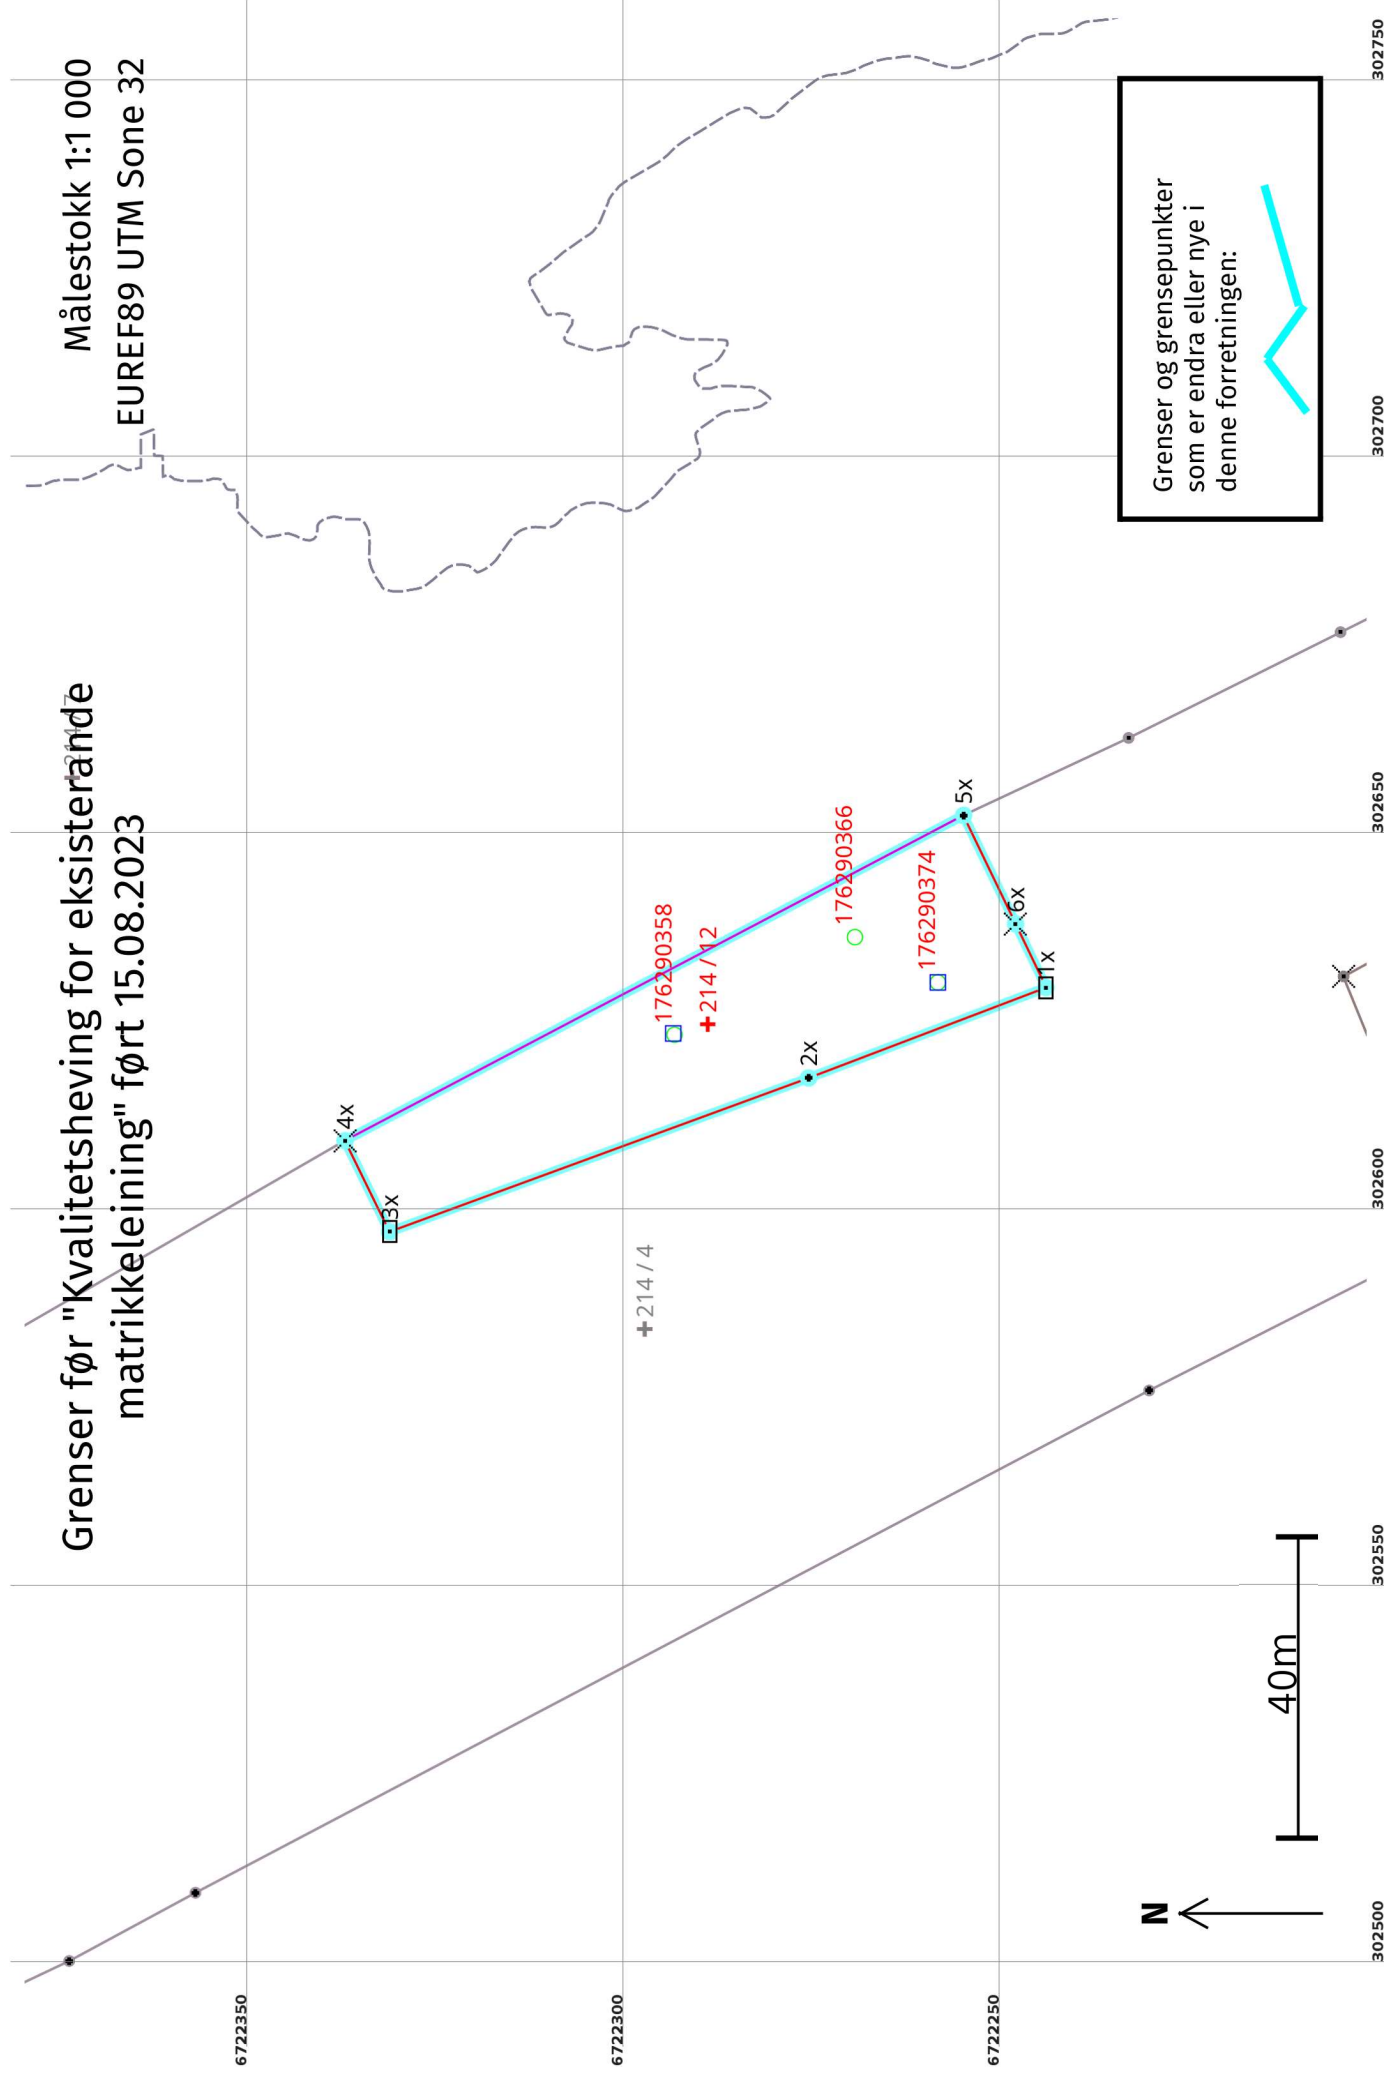 Målestokk 1:1 000
EUREF89 UTM Sone 32
Grenser før "Kvalitetsheving for eksisterande
matrikkeleining" ført 15.08.2023
4x
3x
2x
5x
6x
1x
176290358
214 / 12
176290366
176290374
214 / 4
Grenser og grensepunkter
som er endra eller nye i
denne forretningen:
40m
N
6722350
6722300
6722250
302500
302550
302600
302650
302700
302750